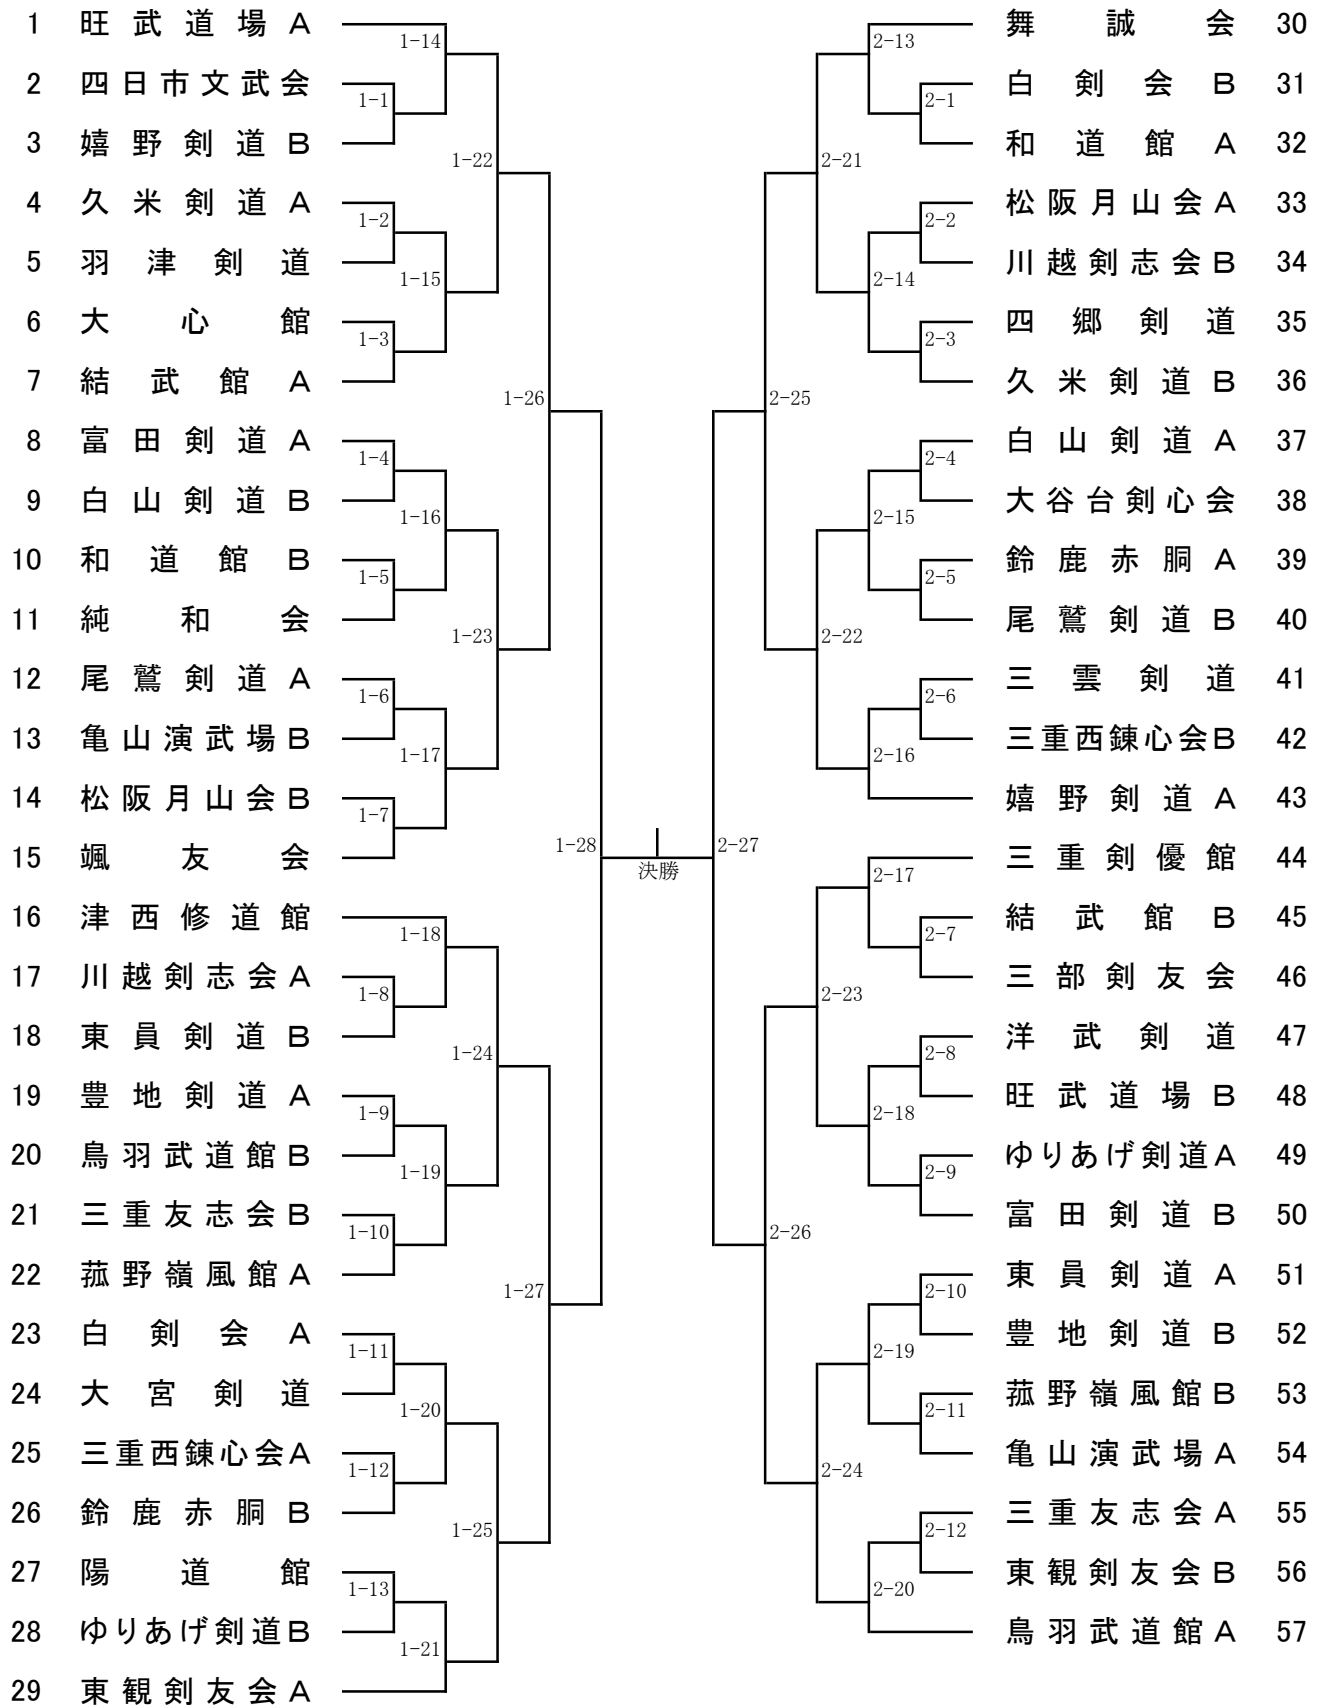 1 旺武道場A
2 四日市文武会
3 嬉野剣道B
4 久米剣道A
5 羽津剣道
6 大心館
7 結武館A
8 富田剣道A
9 白山剣道B
10 和道館B
11 純和会
12 尾鷲剣道A
13 亀山演武場B
14 松阪月山会B
15 颯友会
16 津西修道館
17 川越剣志会A
18 東員剣道B
19 豊地剣道A
20 鳥羽武道館B
21 三重友志会B
22 菰野嶺風館A
23 白剣会A
24 大宮剣道
25 三重西錬心会A
26 鈴鹿赤胴B
27 陽道館
28 ゆりあげ剣道B
29 東観剣友会A
1-14
1-1
1-22
1-2
1-15
1-3
1-26
1-4
1-16
1-5
1-23
1-6
1-17
1-7
1-28
1-18
1-8
1-24
1-9
1-19
1-10
1-27
1-11
1-20
1-12
1-25
1-13
1-21
決勝
2-13
2-1
2-21
2-2
2-14
2-3
2-25
2-4
2-15
2-5
2-22
2-6
2-16
2-27
2-17
2-7
2-23
2-8
2-18
2-9
2-26
2-10
2-19
2-11
2-24
2-12
2-20
舞誠会 30
白剣会B 31
和道館A 32
松阪月山会A 33
川越剣志会B 34
四郷剣道 35
久米剣道B 36
白山剣道A 37
大谷台剣心会 38
鈴鹿赤胴A 39
尾鷲剣道B 40
三雲剣道 41
三重西錬心会B 42
嬉野剣道A 43
三重剣優館 44
結武館B 45
三部剣友会 46
洋武剣道 47
旺武道場B 48
ゆりあげ剣道A 49
富田剣道B 50
東員剣道A 51
豊地剣道B 52
菰野嶺風館B 53
亀山演武場A 54
三重友志会A 55
東観剣友会B 56
鳥羽武道館A 57